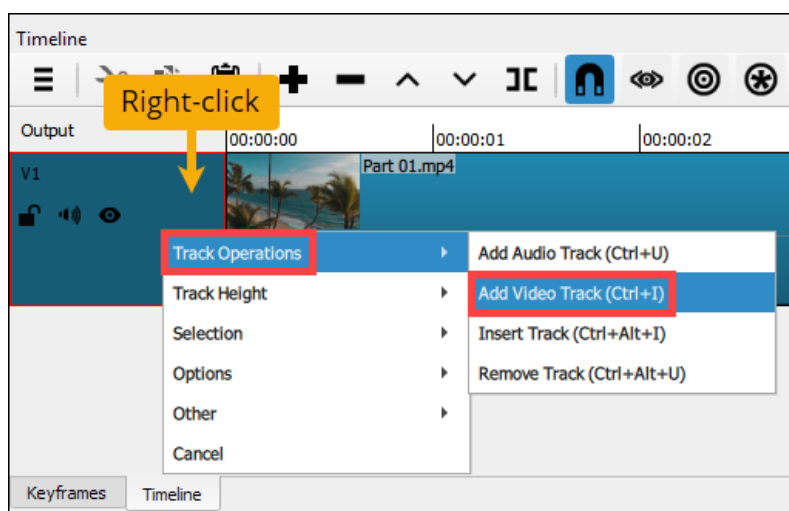 Timeline
Right-click
Output
00:00:00
00:00:01
00:00:02
V1
Part 01.mp4
Track Operations
Add Audio Track (Ctrl+U)
Track Height
Add Video Track (Ctrl+I)
Selection
Insert Track (Ctrl+Alt+I)
Options
Remove Track (Ctrl+Alt+U)
Other
Cancel
Keyframes
Timeline